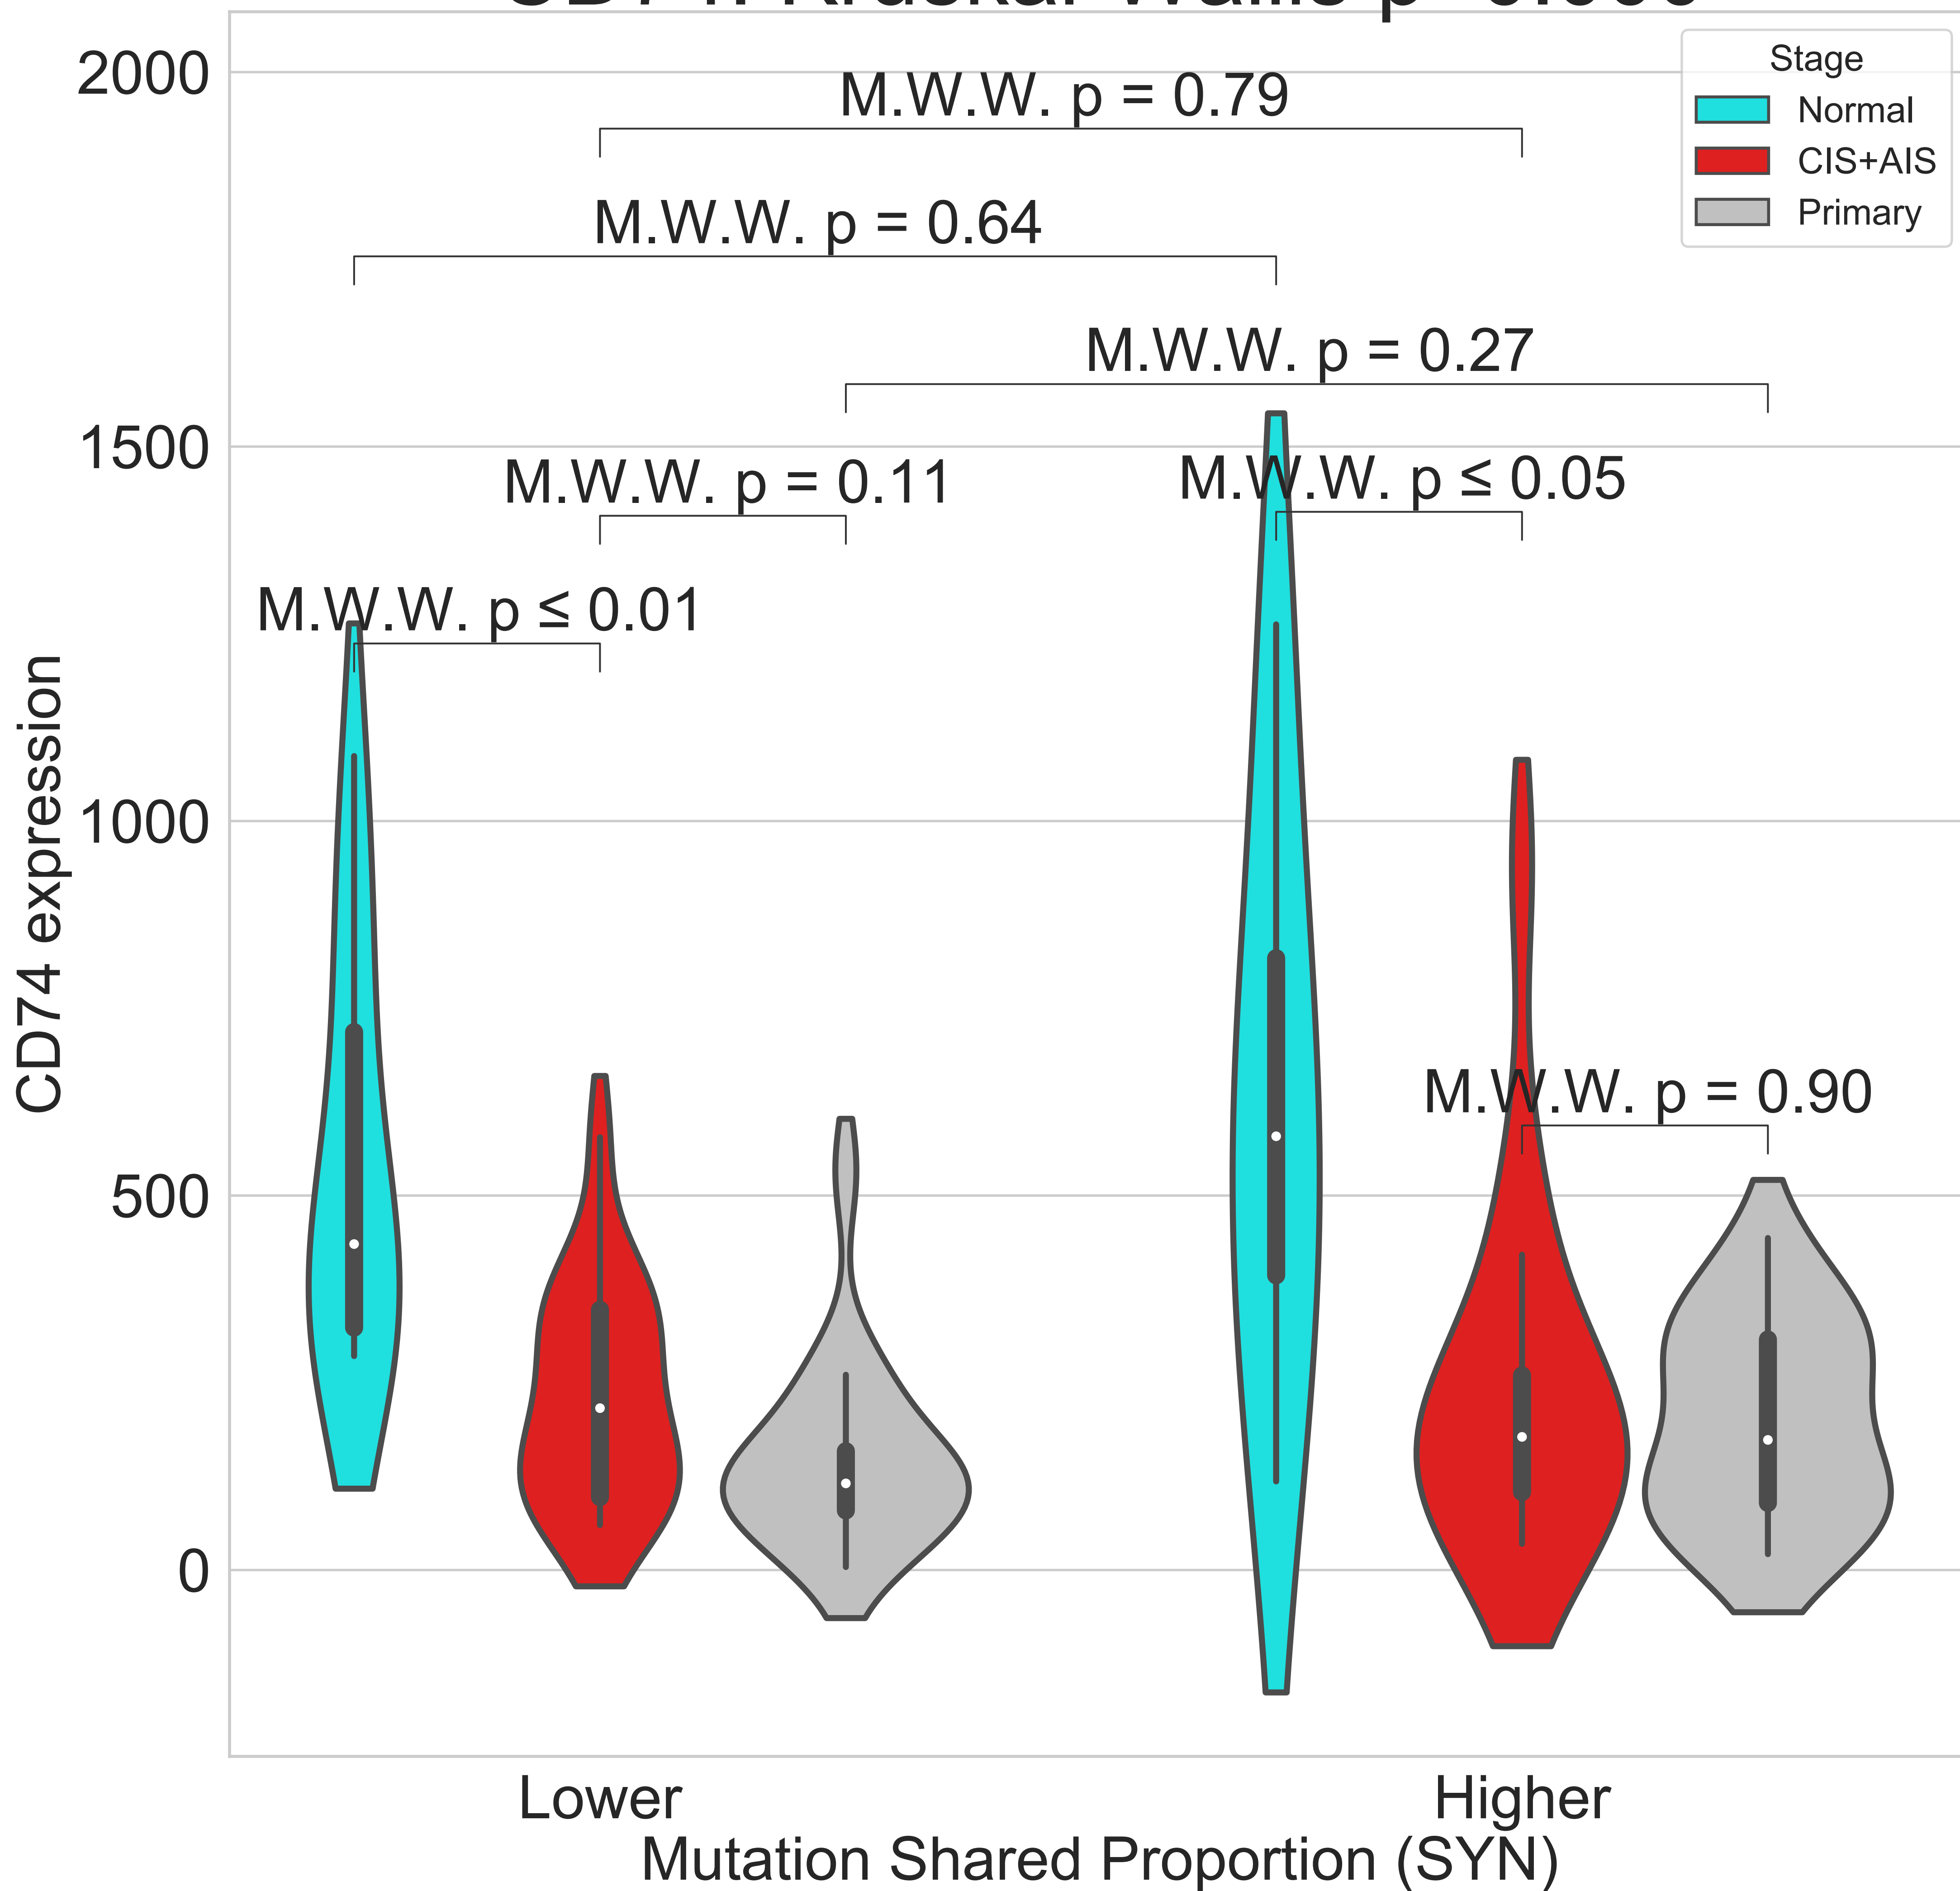 2000
1500
1000
500
0
CD74 expression
M.W.W. p = 0.79
M.W.W. p = 0.64
M.W.W. p = 0.27
M.W.W. p = 0.11
M.W.W. p ≤ 0.05
M.W.W. p ≤ 0.01
M.W.W. p = 0.90
Stage
Normal
CIS+AIS
Primary
Lower
Higher
Mutation Shared Proportion (SYN)